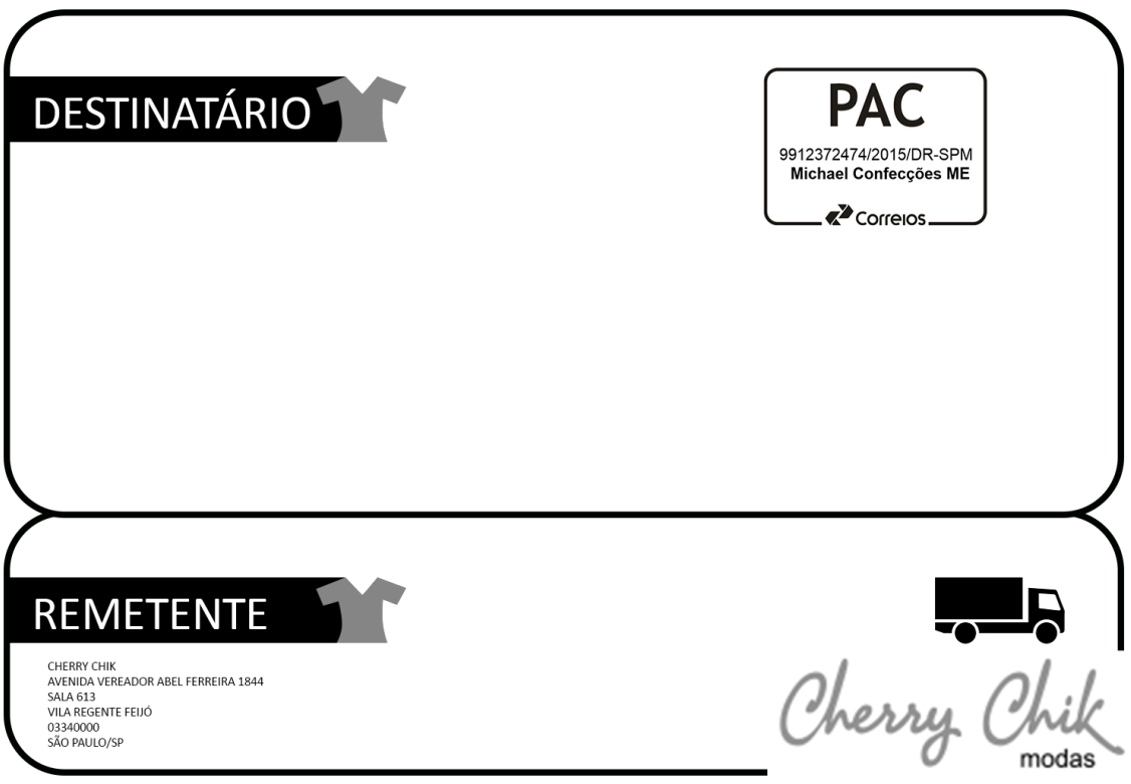 DESTINATÁRIO
PAC
9912372474/2015/DR-SPM
Michael Confecções ME
Correios
REMETENTE
CHERRY CHIK
AVENIDA VEREADOR ABEL FERREIRA 1844
SALA 613
VILA REGENTE FEIJÓ
03340000
SÃO PAULO/SP
Cherry Chik
modas